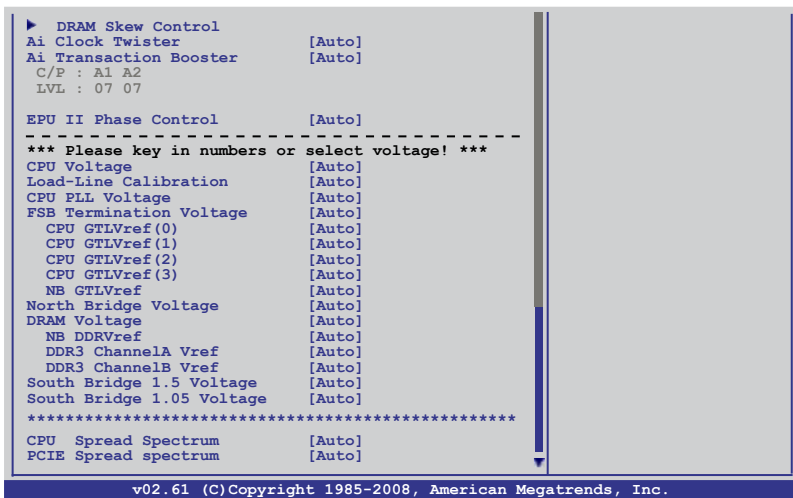 DRAM Skew Control
Ai Clock Twister [Auto]
Ai Transaction Booster [Auto]
C/P : A1 A2
LVL : 07 07
EPU II Phase Control [Auto]
*** Please key in numbers or select voltage! ***
CPU Voltage [Auto]
Load-Line Calibration [Auto]
CPU PLL Voltage [Auto]
FSB Termination Voltage [Auto]
CPU GTLVref(0) [Auto]
CPU GTLVref(1) [Auto]
CPU GTLVref(2) [Auto]
CPU GTLVref(3) [Auto]
NB GTLVref [Auto]
North Bridge Voltage [Auto]
DRAM Voltage [Auto]
NB DDRVref [Auto]
DDR3 ChannelA Vref [Auto]
DDR3 ChannelB Vref [Auto]
South Bridge 1.5 Voltage [Auto]
South Bridge 1.05 Voltage [Auto]
***************************************************
CPU Spread Spectrum [Auto]
PCIE Spread spectrum [Auto]
v02.61 (C)Copyright 1985-2008, American Megatrends, Inc.